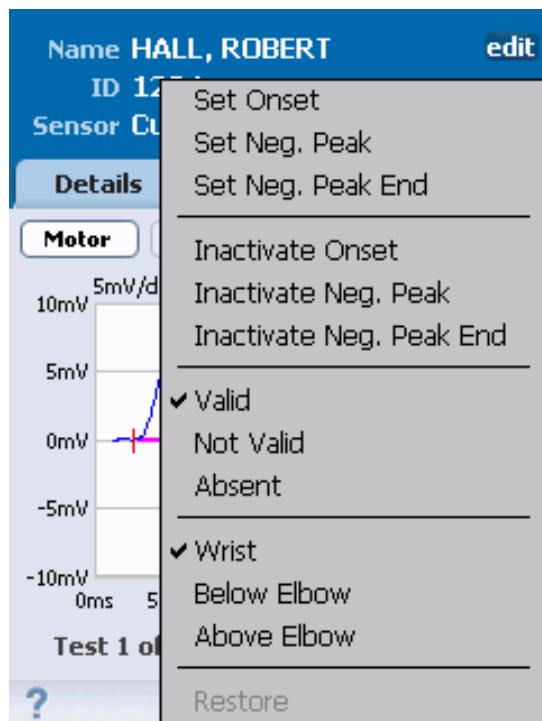 Name HALL, ROBERT edit
ID
Sensor
Set Onset
Set Neg. Peak
Set Neg. Peak End
Details
Motor
Inactivate Onset
Inactivate Neg. Peak
Inactivate Neg. Peak End
5mV/d
10mV
5mV
0mV
-5mV
-10mV
0ms 5
Valid
Not Valid
Absent
Wrist
Below Elbow
Above Elbow
Test 1 of
? Restore